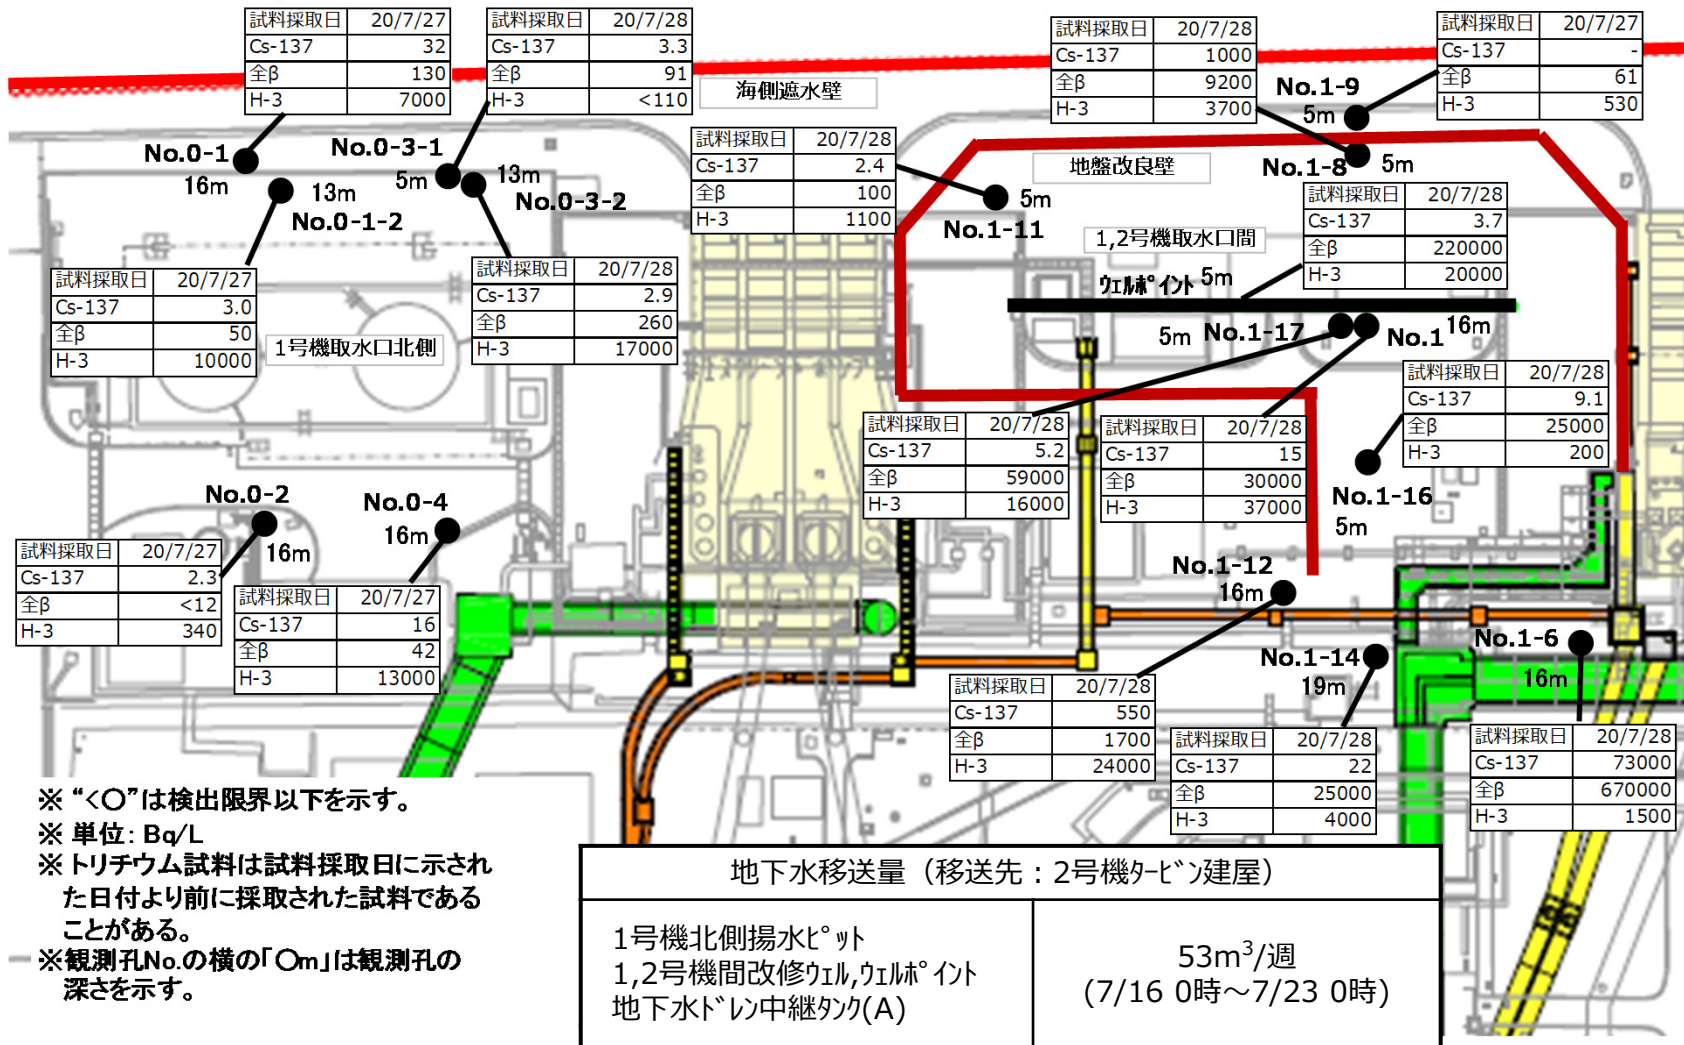 試料採取日 20/7/27
Cs-137 32
全β 130
H-3 7000
試料採取日 20/7/28
Cs-137 3.3
全β 91
H-3 <110
海側遮水壁
試料採取日 20/7/28
Cs-137 1000
全β 9200
H-3 3700
試料採取日 20/7/27
Cs-137 -
全β 61
H-3 530
No.1-9
5m
No.0-1
16m
No.0-3-1
5m
13m
No.0-3-2
13m
No.0-1-2
試料採取日 20/7/28
Cs-137 2.4
全β 100
H-3 1100
5m
No.1-11
地盤改良壁
No.1-8
5m
試料採取日 20/7/28
Cs-137 3.7
全β 220000
H-3 20000
1,2号機取水口間
ウェルポイント 5m
試料採取日 20/7/27
Cs-137 3.0
全β 50
H-3 10000
1号機取水口北側
試料採取日 20/7/28
Cs-137 2.9
全β 260
H-3 17000
5m No.1-17
No.1 16m
試料採取日 20/7/28
Cs-137 9.1
全β 25000
H-3 200
試料採取日 20/7/28
Cs-137 5.2
全β 59000
H-3 16000
試料採取日 20/7/28
Cs-137 15
全β 30000
H-3 37000
No.1-16
5m
No.0-2
16m
No.0-4
16m
試料採取日 20/7/27
Cs-137 2.3
全β <12
H-3 340
試料採取日 20/7/27
Cs-137 16
全β 42
H-3 13000
No.1-12
16m
No.1-14
19m
No.1-6
16m
試料採取日 20/7/28
Cs-137 550
全β 1700
H-3 24000
試料採取日 20/7/28
Cs-137 22
全β 25000
H-3 4000
試料採取日 20/7/28
Cs-137 73000
全β 670000
H-3 1500
※ “<〇”は検出限界以下を示す。
※ 単位: Bq/L
※ トリチウム試料は試料採取日に示され
た日付より前に採取された試料である
ことがある。
※観測孔No.の横の「〇m」は観測孔の
深さを示す。
地下水移送量（移送先：2号機ﾀｰﾋﾞﾝ建屋）
1号機北側揚水ﾋﾟｯﾄ
1,2号機間改修ｳｪﾙ,ｳｪﾙﾎﾟｲﾝﾄ
地下水ﾄﾞﾚﾝ中継ﾀﾝｸ(A)
53m³/週
(7/16 0時～7/23 0時)